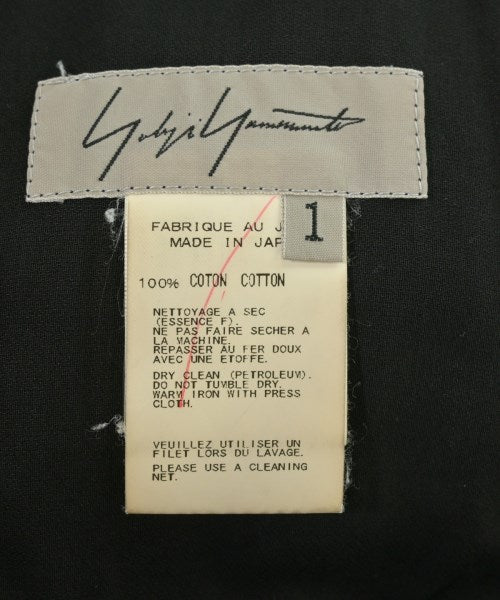 Yohji Yamamoto
1
FABRIQUE AU J
MADE IN JAP
100% COTON COTTON
NETTOYAGE A SEC
(ESSENCE F).
NE PAS FAIRE SECHER A
LA MACHINE.
REPASSER AU FER DOUX
AVEC UNE ETOFFE.
DRY CLEAN (PETROLEUM).
DO NOT TUMBLE DRY.
WARM IRON WITH PRESS
CLOTH.
VEUILLEZ UTILISER UN
FILET LORS DU LAVAGE.
PLEASE USE A CLEANING
NET.